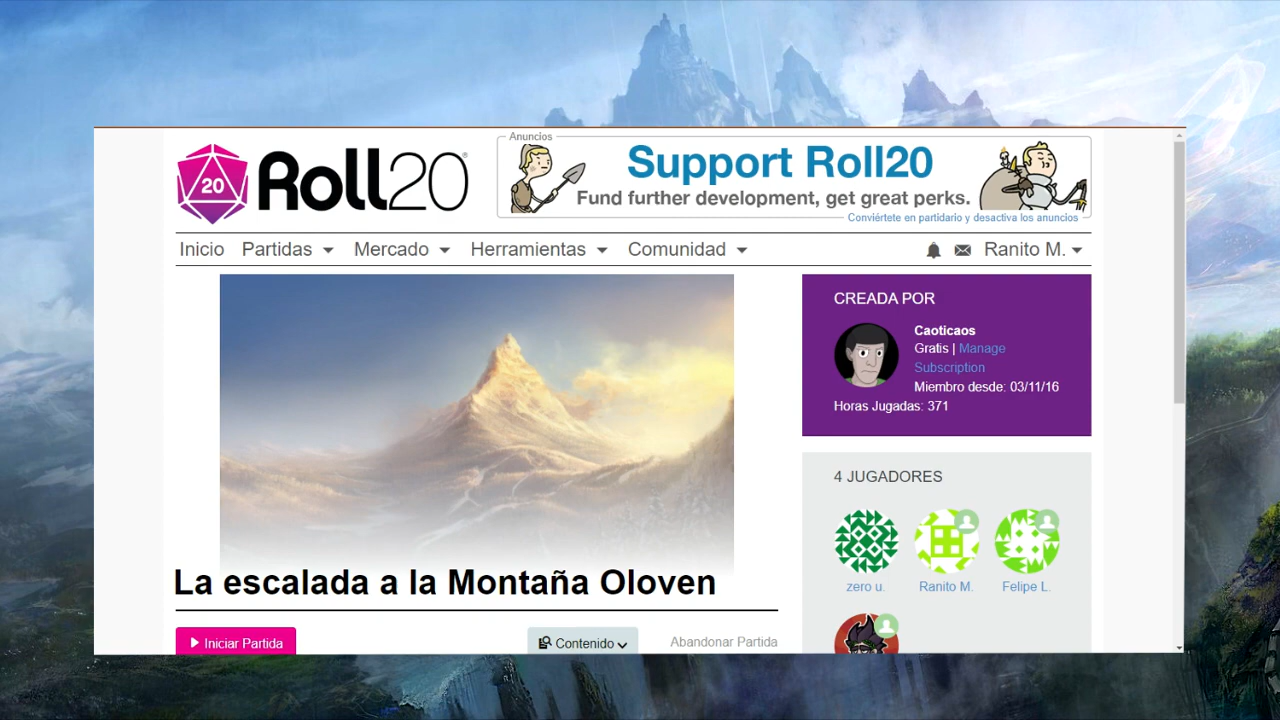 20
Roll20®
Anuncios
Support Roll20
Fund further development, get great perks.
Conviértete en partidario y desactiva los anuncios
Inicio Partidas Mercado Herramientas Comunidad Ranito M.
CREADA POR
Caoticaos
Gratis | Manage
Subscription
Miembro desde: 03/11/16
Horas Jugadas: 371
4 JUGADORES
zero u. Ranito M. Felipe L.
La escalada a la Montaña Oloven
Iniciar Partida Contenido Abandonar Partida